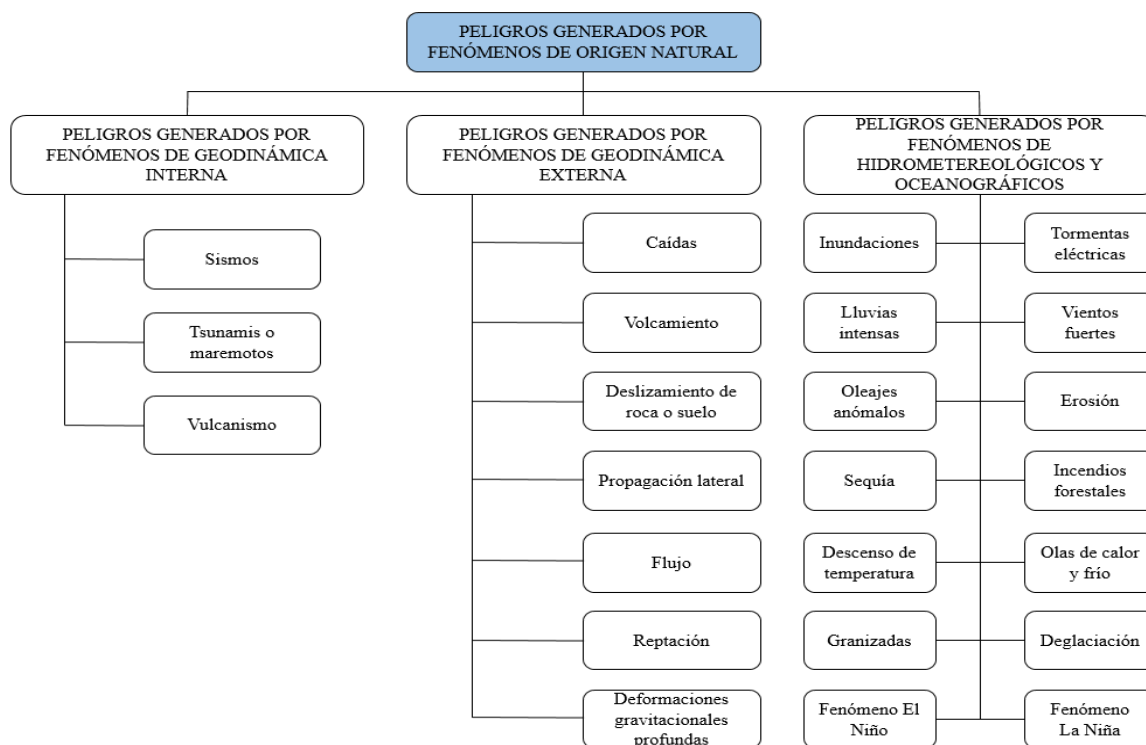 PELIGROS GENERADOS POR
FENÓMENOS DE ORIGEN NATURAL
PELIGROS GENERADOS POR
FENÓMENOS DE GEODINÁMICA
INTERNA
Sismos
Tsunamis o
maremotos
Vulcanismo
PELIGROS GENERADOS POR
FENÓMENOS DE GEODINÁMICA
EXTERNA
Caídas
Volcamiento
Deslizamiento de
roca o suelo
Propagación lateral
Flujo
Reptación
Deformaciones
gravitacionales
profundas
PELIGROS GENERADOS POR
FENÓMENOS DE
HIDROMETEREOLÓGICOS Y
OCEANOGRÁFICOS
Inundaciones
Tormentas
eléctricas
Lluvias
intensas
Vientos
fuertes
Oleajes
anómalos
Erosión
Sequía
Incendios
forestales
Descenso de
temperatura
Olas de calor
y frío
Granizadas
Deglaciación
Fenómeno El
Niño
Fenómeno
La Niña